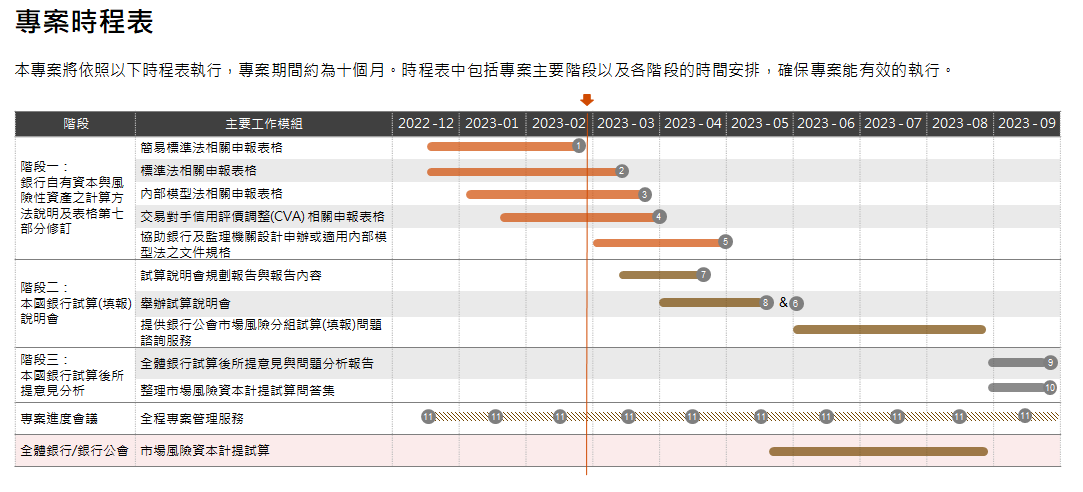 專案時程表
本專案將依照以下時程表執行，專案期間約為十個月。時程表中包括專案主要階段以及各階段的時間安排，確保專案能有效的執行。
階段 主要工作模組 2022-12 2023-01 2023-02 2023-03 2023-04 2023-05 2023-06 2023-07 2023-08 2023-09
階段一：
銀行自有資本與風
險性資產之計算方
法說明及表格第七
部分修訂
簡易標準法相關申報表格 1
標準法相關申報表格 2
內部模型法相關申報表格 3
交易對手信用評價調整(CVA) 相關申報表格 4
協助銀行及監理機關設計申辦或適用內部模
型法之文件規格 5
階段二：
本國銀行試算(填報)
說明會
試算說明會規劃報告與報告內容 7
舉辦試算說明會 8 & 6
提供銀行公會市場風險分組試算(填報)問題
諮詢服務
階段三：
本國銀行試算後所
提意見分析
全體銀行試算後所提意見與問題分析報告 9
整理市場風險資本計提試算問答集 10
專案進度會議 全程專案管理服務 11 11 11 11 11 11 11 11 11 11
全體銀行/銀行公會 市場風險資本計提試算